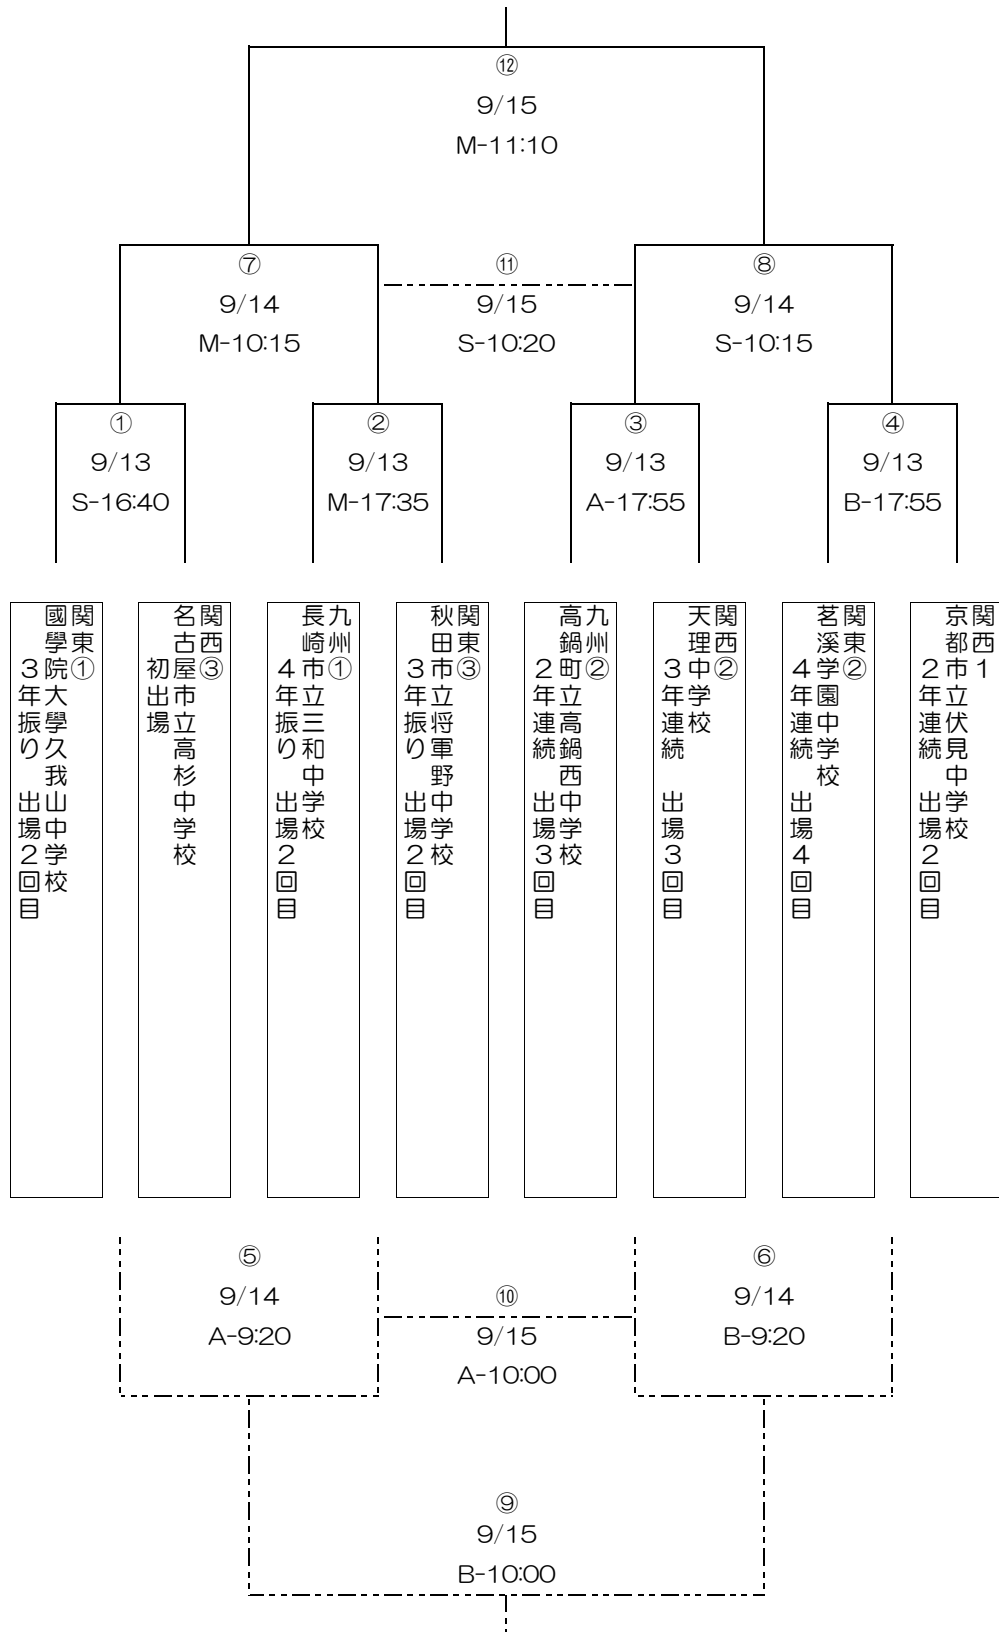 ⑫
9/15
M-11:10
⑦
9/14
M-10:15
⑪
9/15
S-10:20
⑧
9/14
S-10:15
①
9/13
S-16:40
②
9/13
M-17:35
③
9/13
A-17:55
④
9/13
B-17:55
関東①
國學院大學久我山中学校
3年振り 出場2回目
関西③
名古屋市立高杉中学校
初出場
九州①
長崎市立三和中学校
4年振り 出場2回目
関東③
秋田市立将軍野中学校
3年振り 出場2回目
九州②
高鍋町立高鍋西中学校
2年連続 出場3回目
関西②
天理中学校
3年連続 出場3回目
関東②
茗溪学園中学校
4年連続 出場4回目
関西1
京都市立伏見中学校
2年連続 出場2回目
⑤
9/14
A-9:20
⑩
9/15
A-10:00
⑥
9/14
B-9:20
⑨
9/15
B-10:00